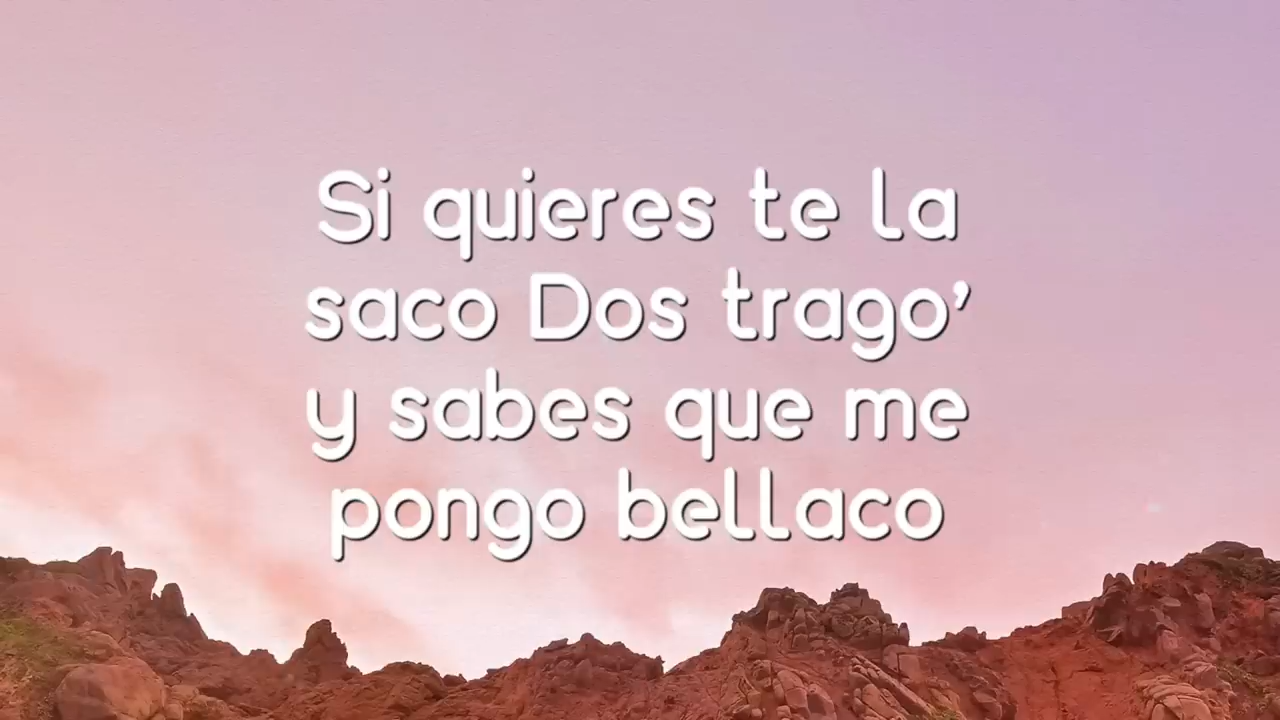 Si quieres te la
saco Dos trago’
y sabes que me
pongo bellaco